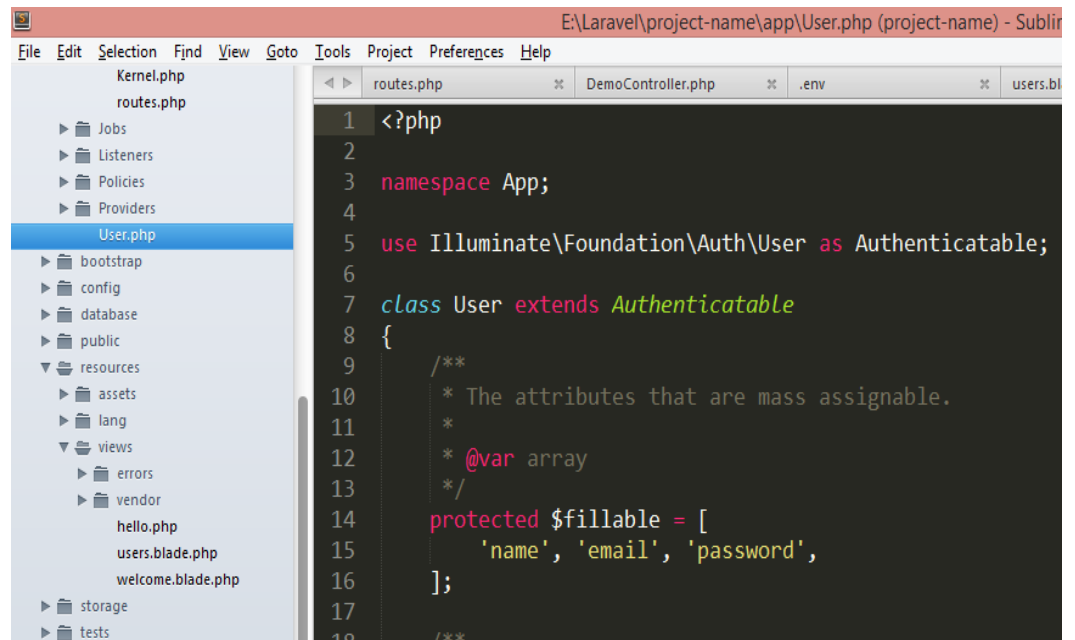 E:\Laravel\project-name\app\User.php (project-name) - Sublim
File Edit Selection Find View Goto Tools Project Preferences Help
Kernel.php
routes.php
Jobs
Listeners
Policies
Providers
User.php
bootstrap
config
database
public
resources
assets
lang
views
errors
vendor
hello.php
users.blade.php
welcome.blade.php
storage
tests
routes.php DemoController.php .env users.bl
1 <?php
2
3 namespace App;
4
5 use Illuminate\Foundation\Auth\User as Authenticatable;
6
7 class User extends Authenticatable
8 {
9 /**
10 * The attributes that are mass assignable.
11 *
12 * @var array
13 */
14 protected $fillable = [
15 'name', 'email', 'password',
16 ];
17
18 /**